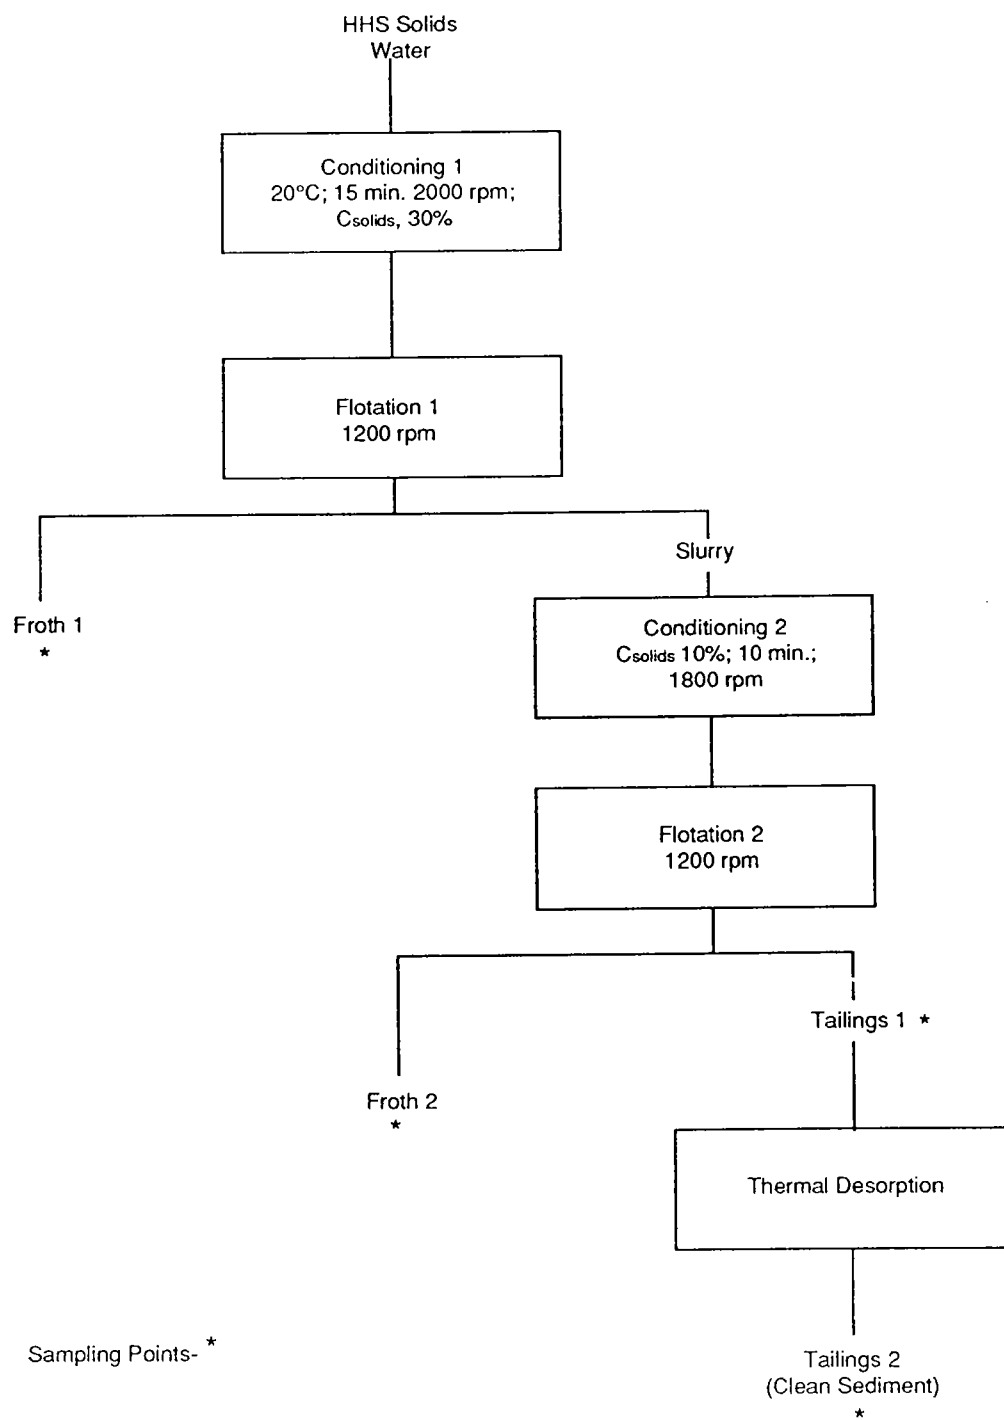 HHS Solids
Water
Conditioning 1
20°C; 15 min. 2000 rpm;
Csolids, 30%
Flotation 1
1200 rpm
Slurry
Froth 1
*
Conditioning 2
Csolids 10%; 10 min.;
1800 rpm
Flotation 2
1200 rpm
Tailings 1 *
Froth 2
*
Thermal Desorption
Sampling Points- *
Tailings 2
(Clean Sediment)
*